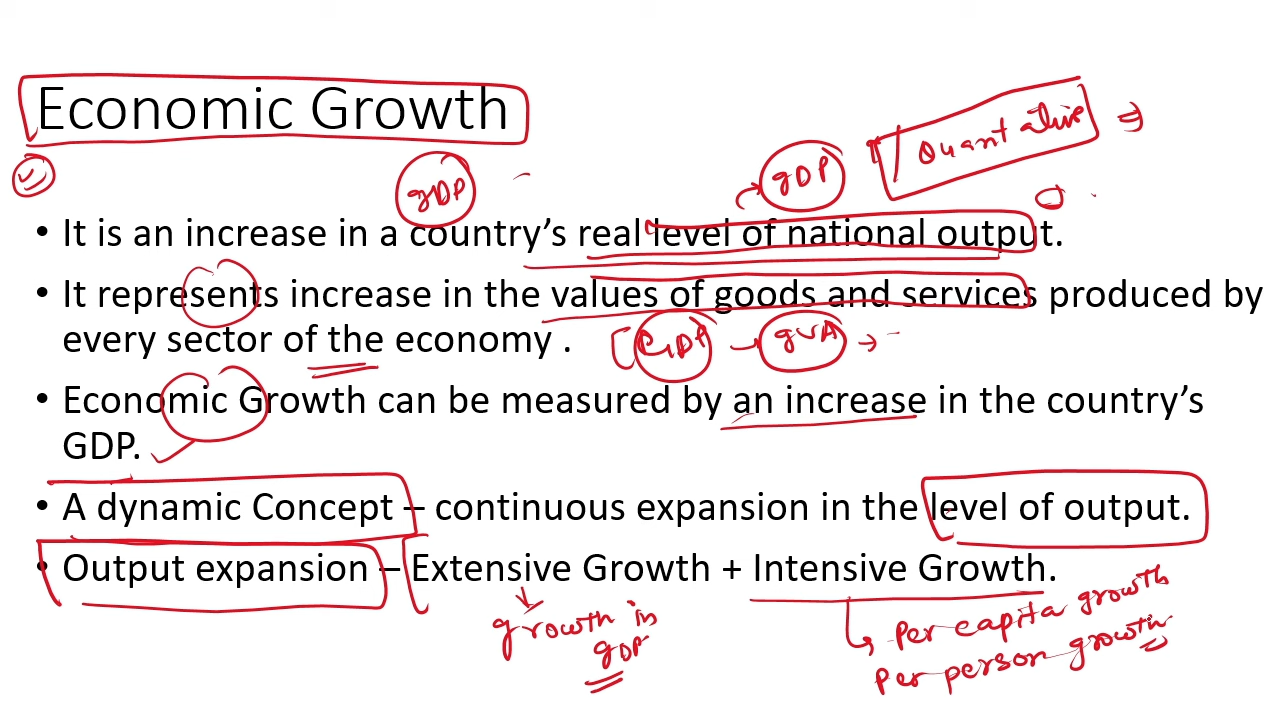 Economic Growth
/ Quantative ⇒
GDP
GDP
• It is an increase in a country’s real level of national output.
• It represents increase in the values of goods and services produced by
every sector of the economy .
GDP → GVA →
• Economic Growth can be measured by an increase in the country’s
GDP.
• A dynamic Concept – continuous expansion in the level of output.
• Output expansion – Extensive Growth + Intensive Growth.
growth in
GDP
Per capita growth
Per person growth